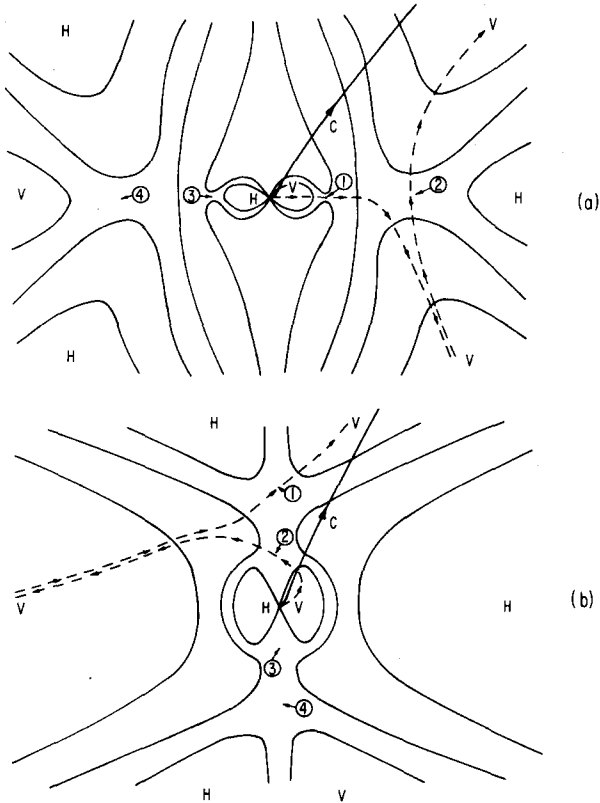 H
V
C
④ ③ H V ① ②
V H (a)
H
V
H V
①
C
②
V H V H (b)
③
④
H V